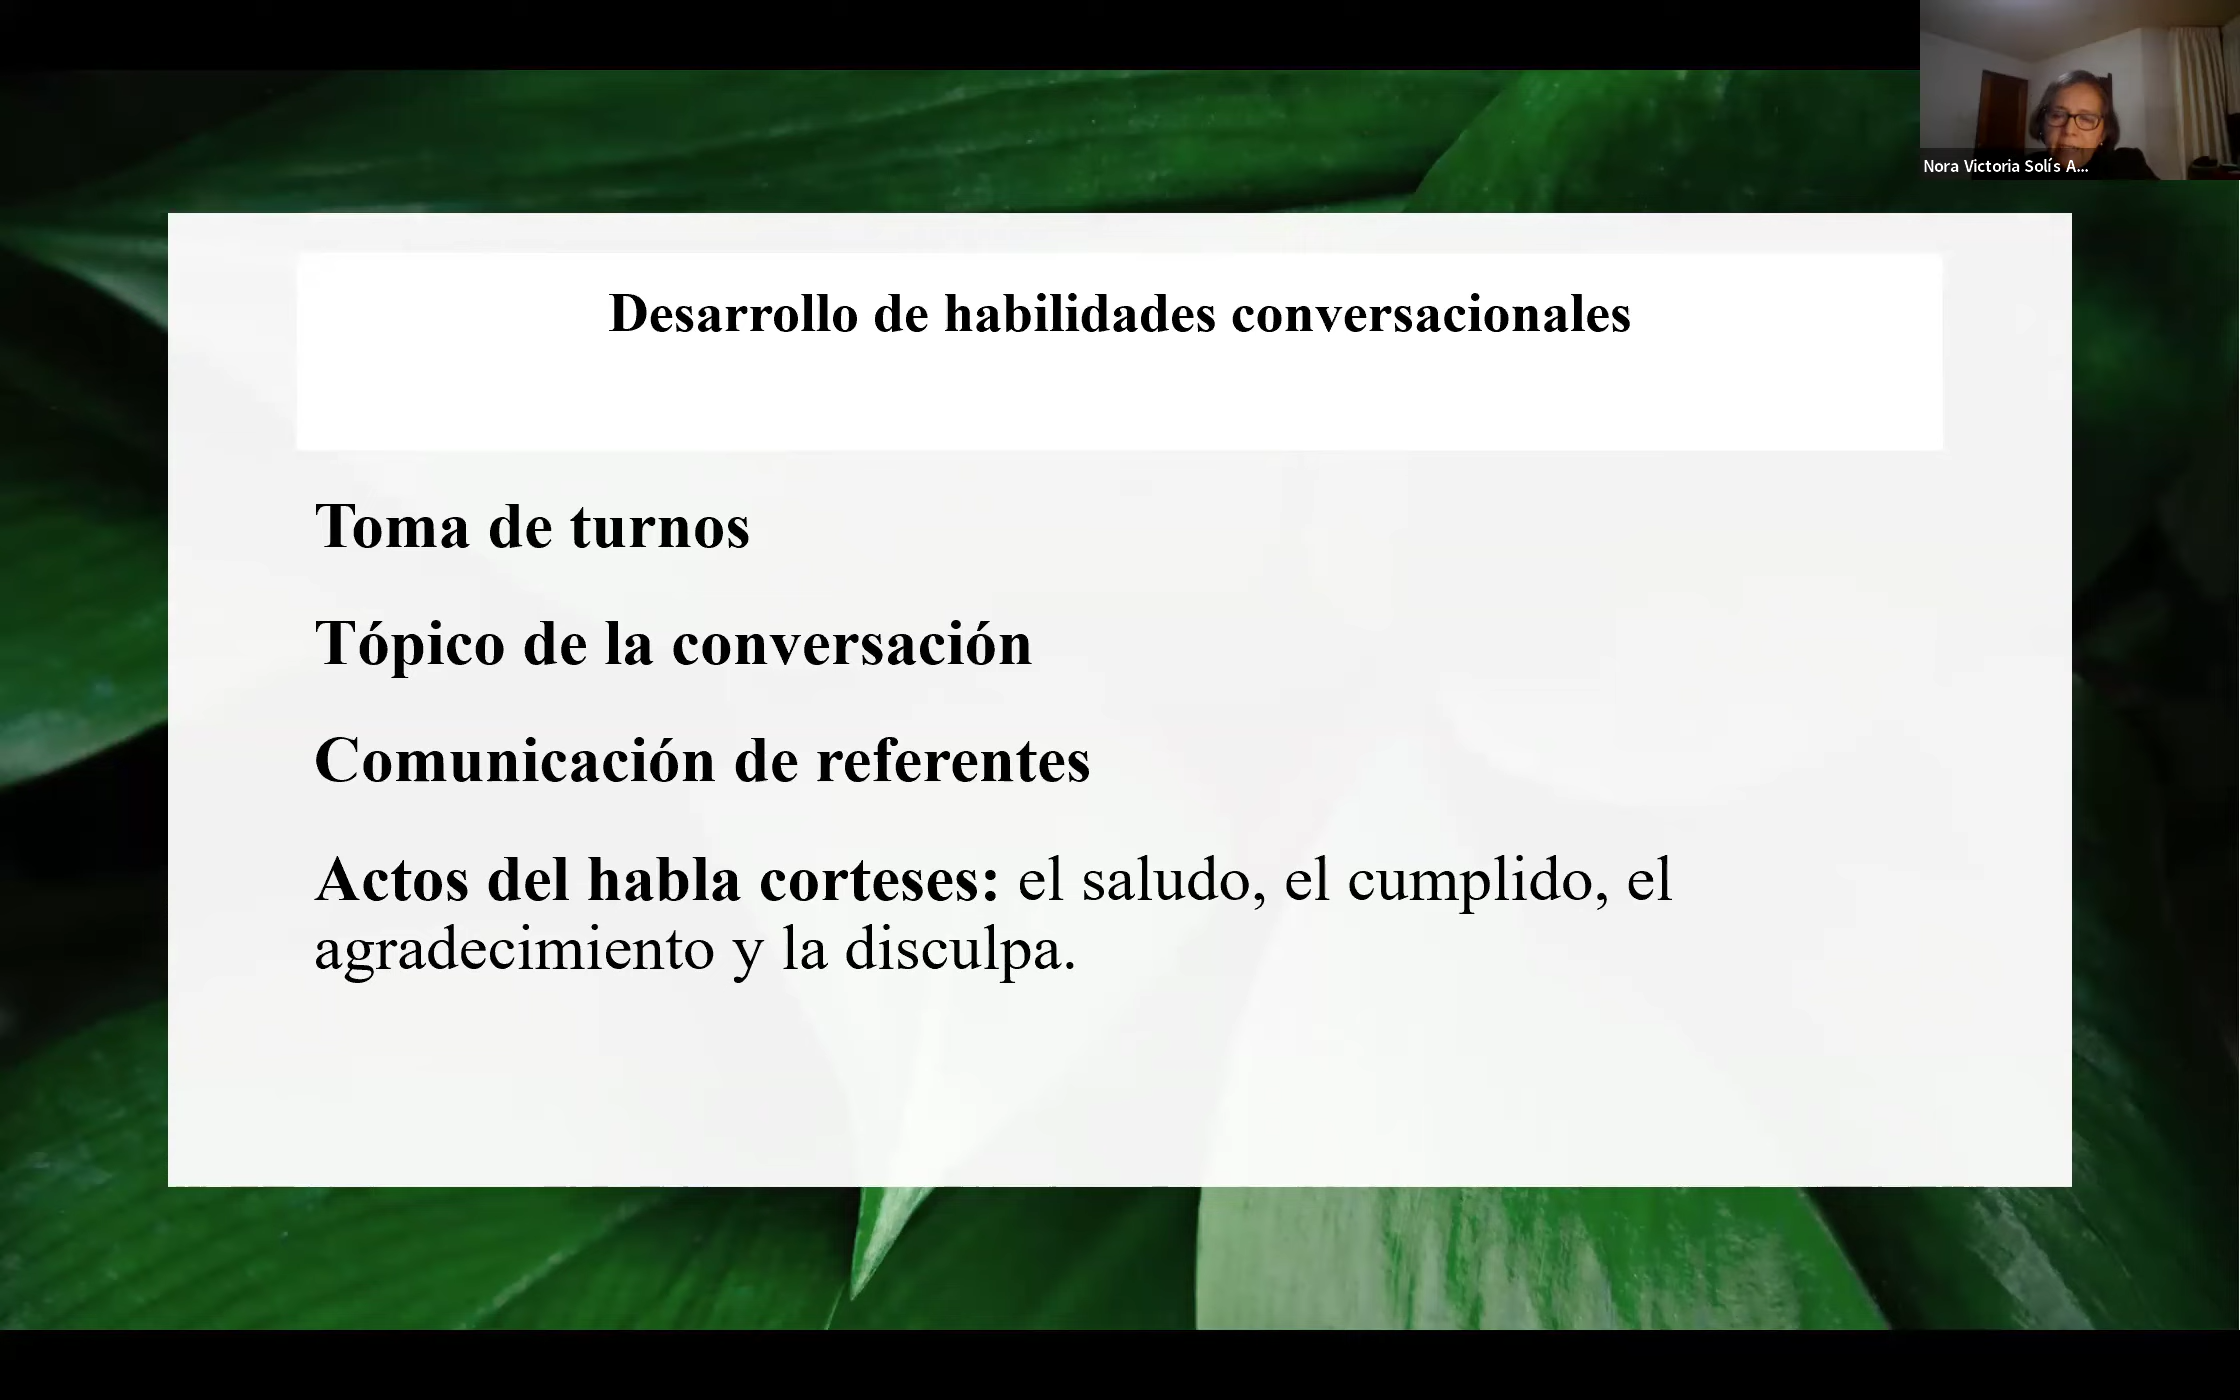 Nora Victoria Solís A...
Desarrollo de habilidades conversacionales
Toma de turnos
Tópico de la conversación
Comunicación de referentes
Actos del habla corteses: el saludo, el cumplido, el
agradecimiento y la disculpa.